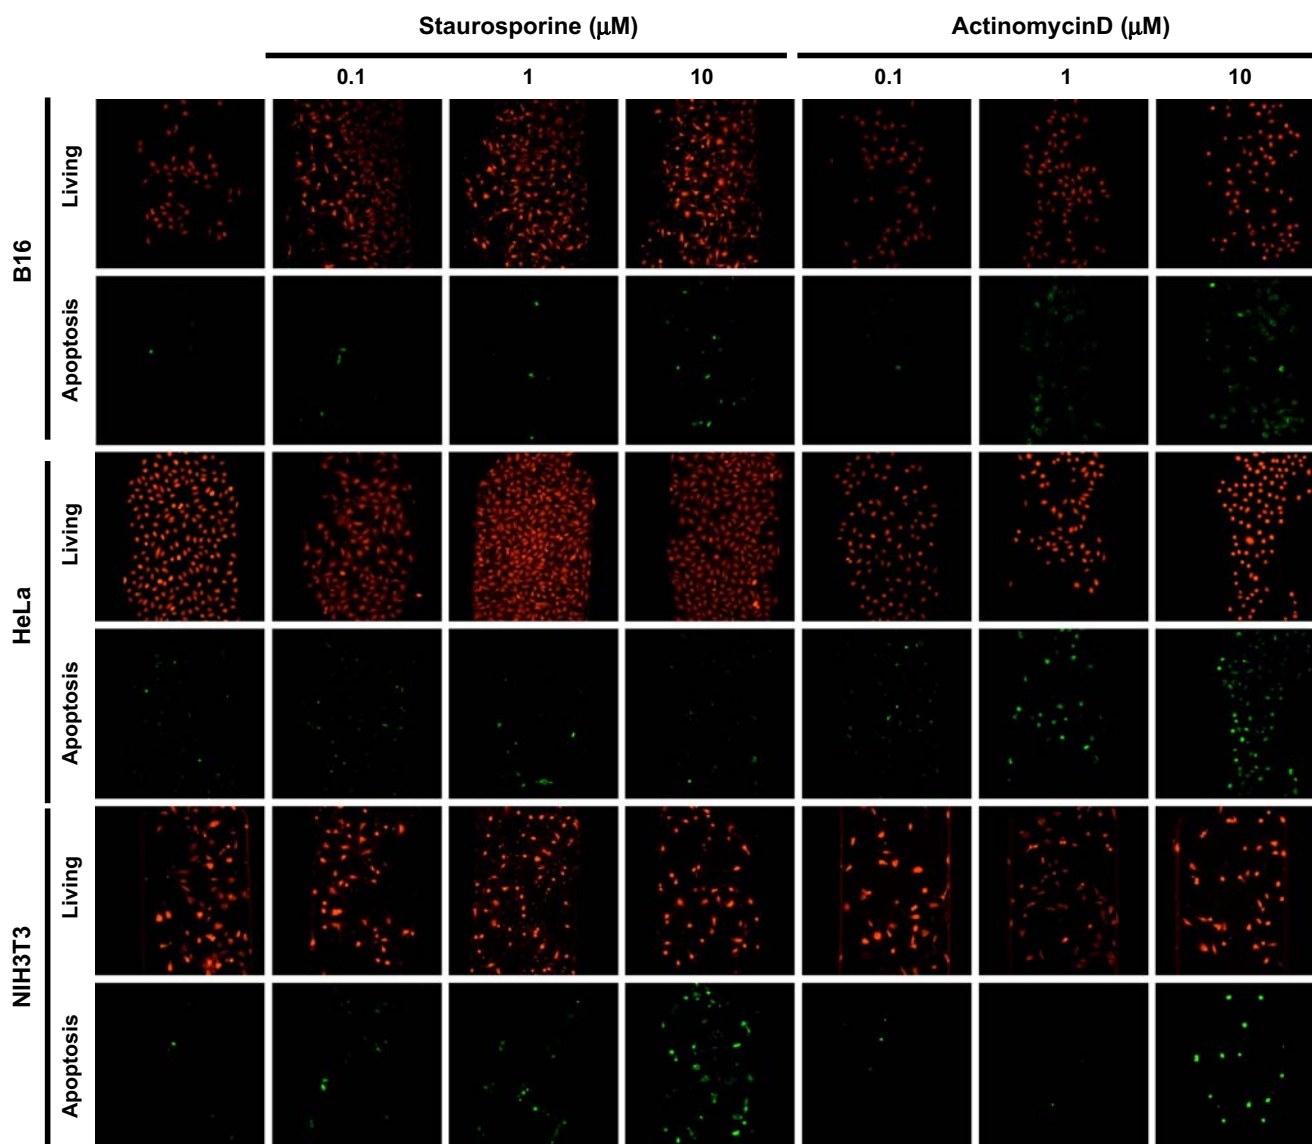 Staurosporine (μM)
ActinomycinD (μM)
0.1
1
10
0.1
1
10
B16
Living
Apoptosis
HeLa
Living
Apoptosis
NIH3T3
Living
Apoptosis